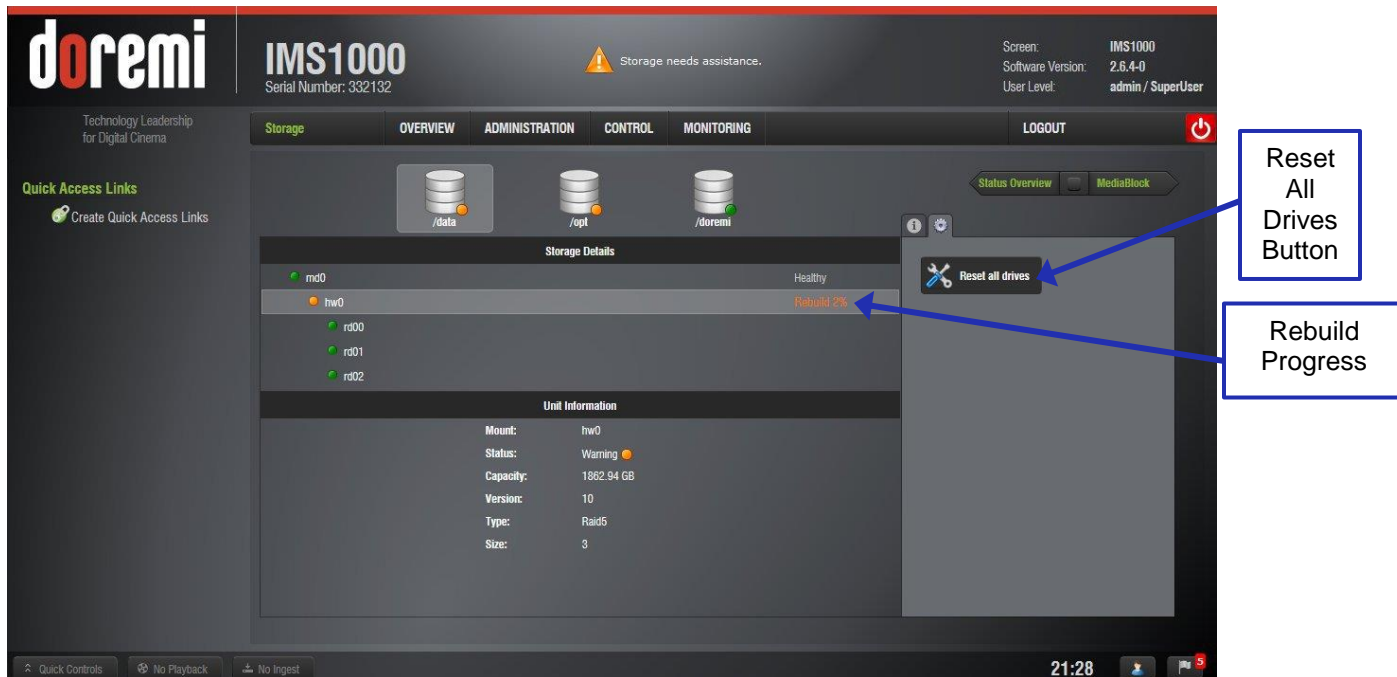 doremi
Technology Leadership
for Digital Cinema
IMS1000
Serial Number: 332132
Storage needs assistance.
Screen: IMS1000
Software Version: 2.6.4-0
User Level: admin / SuperUser
Storage OVERVIEW ADMINISTRATION CONTROL MONITORING LOGOUT
Quick Access Links
Create Quick Access Links
/data /opt /doremi
Status Overview MediaBlock
Storage Details
md0 Healthy
hw0 Rebuild 2%
rd00
rd01
rd02
Unit Information
Mount: hw0
Status: Warning
Capacity: 1862.94 GB
Version: 10
Type: Raid5
Size: 3
Reset all drives
Reset
All
Drives
Button
Rebuild
Progress
Quick Controls No Playback No Ingest 21:28 5